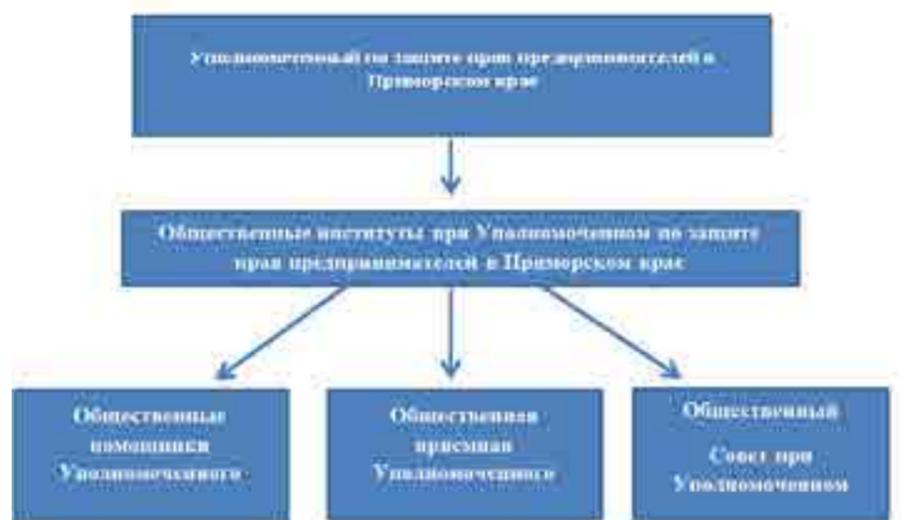 Уполномоченный по защите прав предпринимателей в
Приморском крае
Общественные институты при Уполномоченном по защите
прав предпринимателей в Приморском крае
Общественные
помощники
Уполномоченного
Общественная
приемная
Уполномоченного
Общественный
Совет при
Уполномоченном